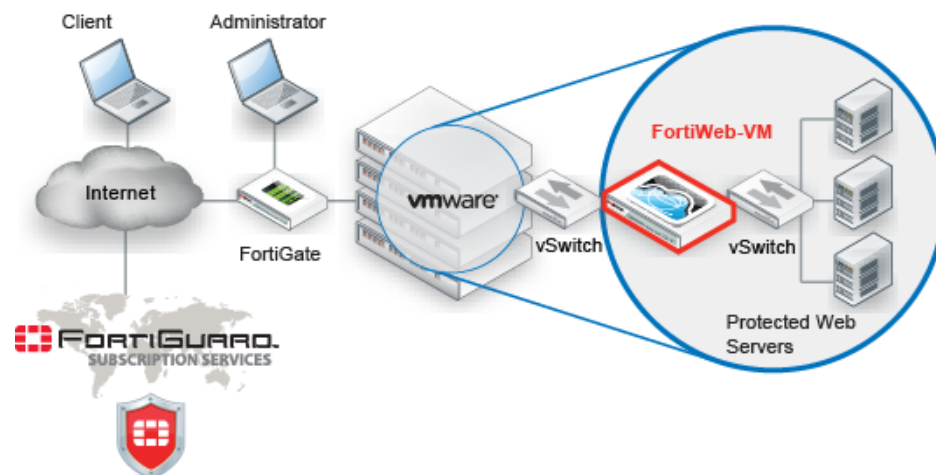 Client
Administrator
FortiWeb-VM
Internet
vmware
FortiGate
vSwitch
vSwitch
Protected Web
Servers
FORTIGUARD.
SUBSCRIPTION SERVICES